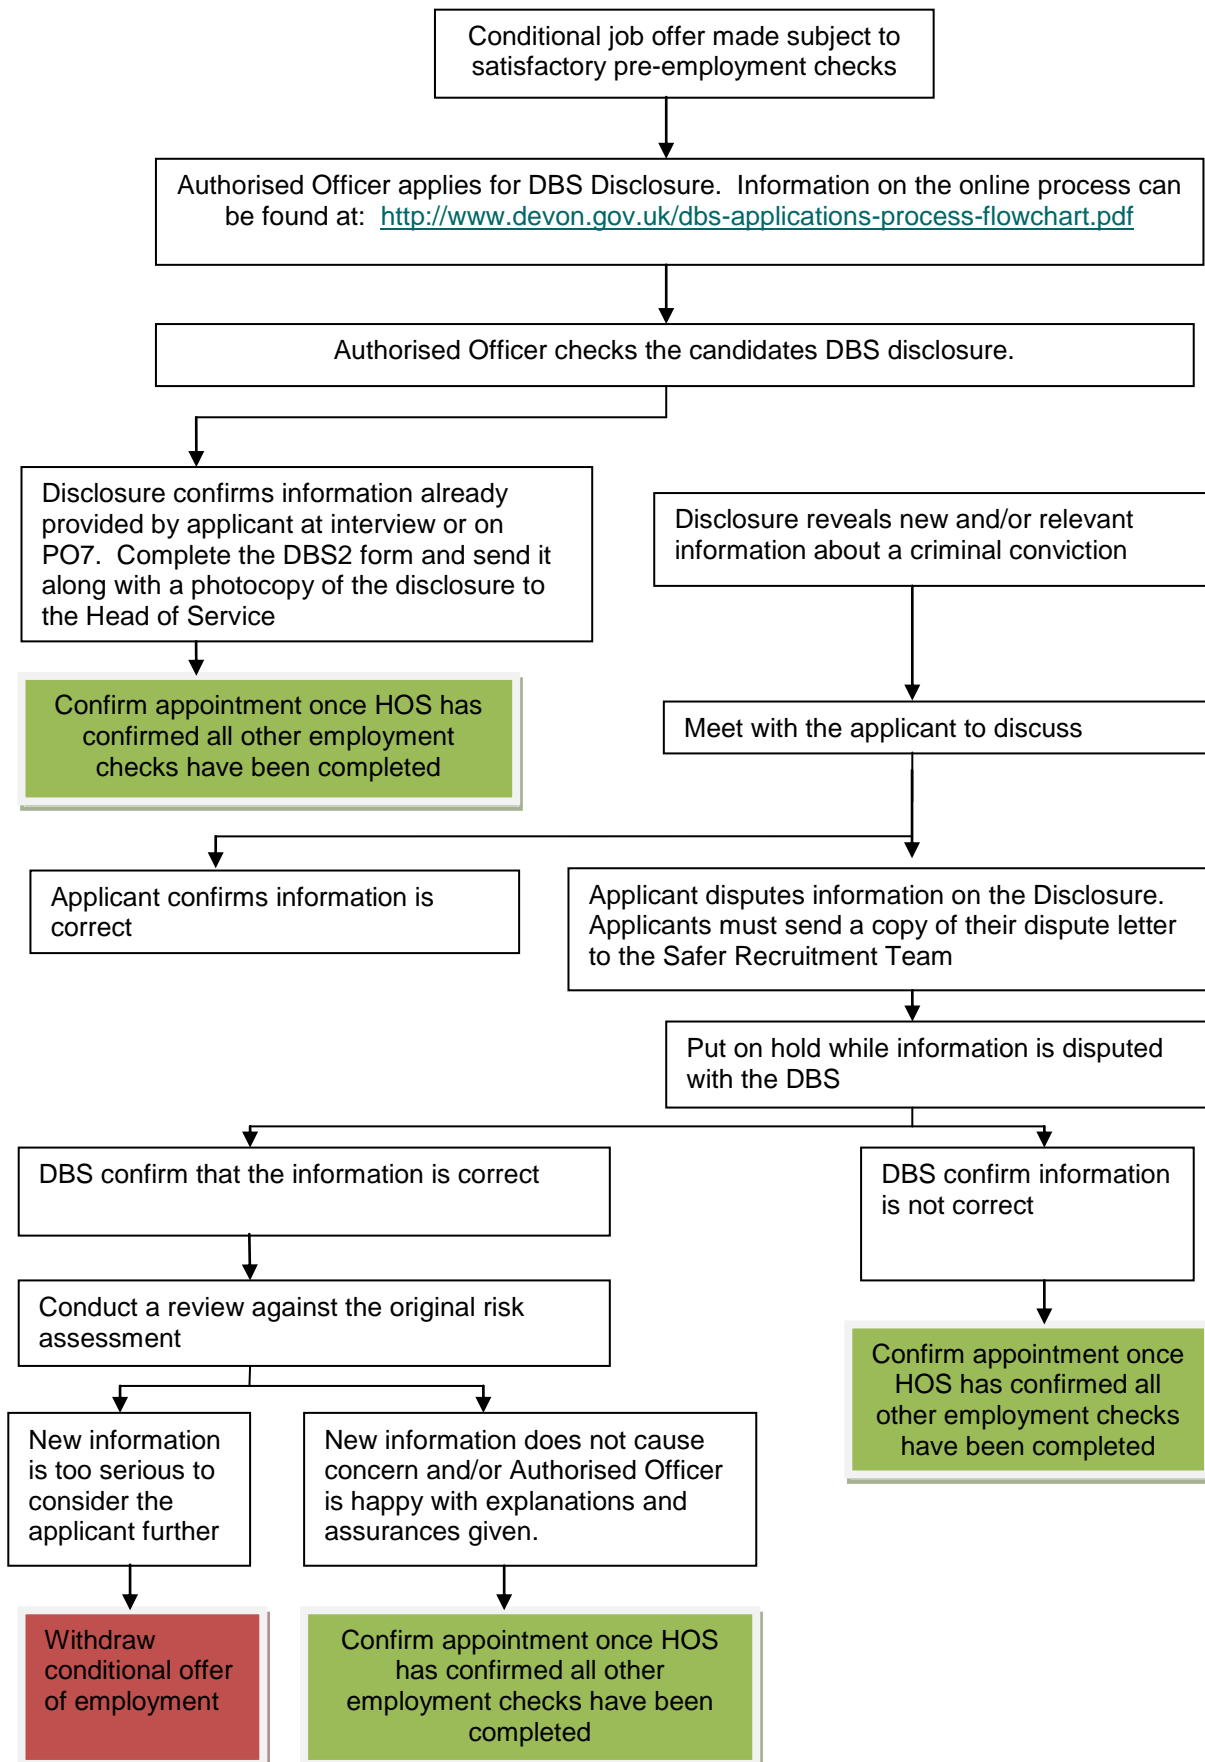 Conditional job offer made subject to
satisfactory pre-employment checks
Authorised Officer applies for DBS Disclosure.  Information on the online process can
be found at:  http://www.devon.gov.uk/dbs-applications-process-flowchart.pdf
Authorised Officer checks the candidates DBS disclosure.
Disclosure confirms information already
provided by applicant at interview or on
PO7.  Complete the DBS2 form and send it
along with a photocopy of the disclosure to
the Head of Service
Disclosure reveals new and/or relevant
information about a criminal conviction
Confirm appointment once HOS has
confirmed all other employment
checks have been completed
Meet with the applicant to discuss
Applicant confirms information is
correct
Applicant disputes information on the Disclosure.
Applicants must send a copy of their dispute letter
to the Safer Recruitment Team
Put on hold while information is disputed
with the DBS
DBS confirm that the information is correct
DBS confirm information
is not correct
Conduct a review against the original risk
assessment
Confirm appointment once
HOS has confirmed all
other employment checks
have been completed
New information
is too serious to
consider the
applicant further
New information does not cause
concern and/or Authorised Officer
is happy with explanations and
assurances given.
Withdraw
conditional offer
of employment
Confirm appointment once HOS
has confirmed all other
employment checks have been
completed